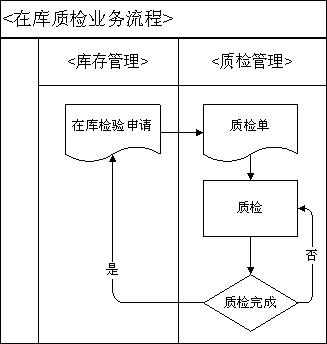 <在库质检业务流程>
<库存管理>
<质检管理>
在库检验申请
质检单
质检
是
否
质检完成